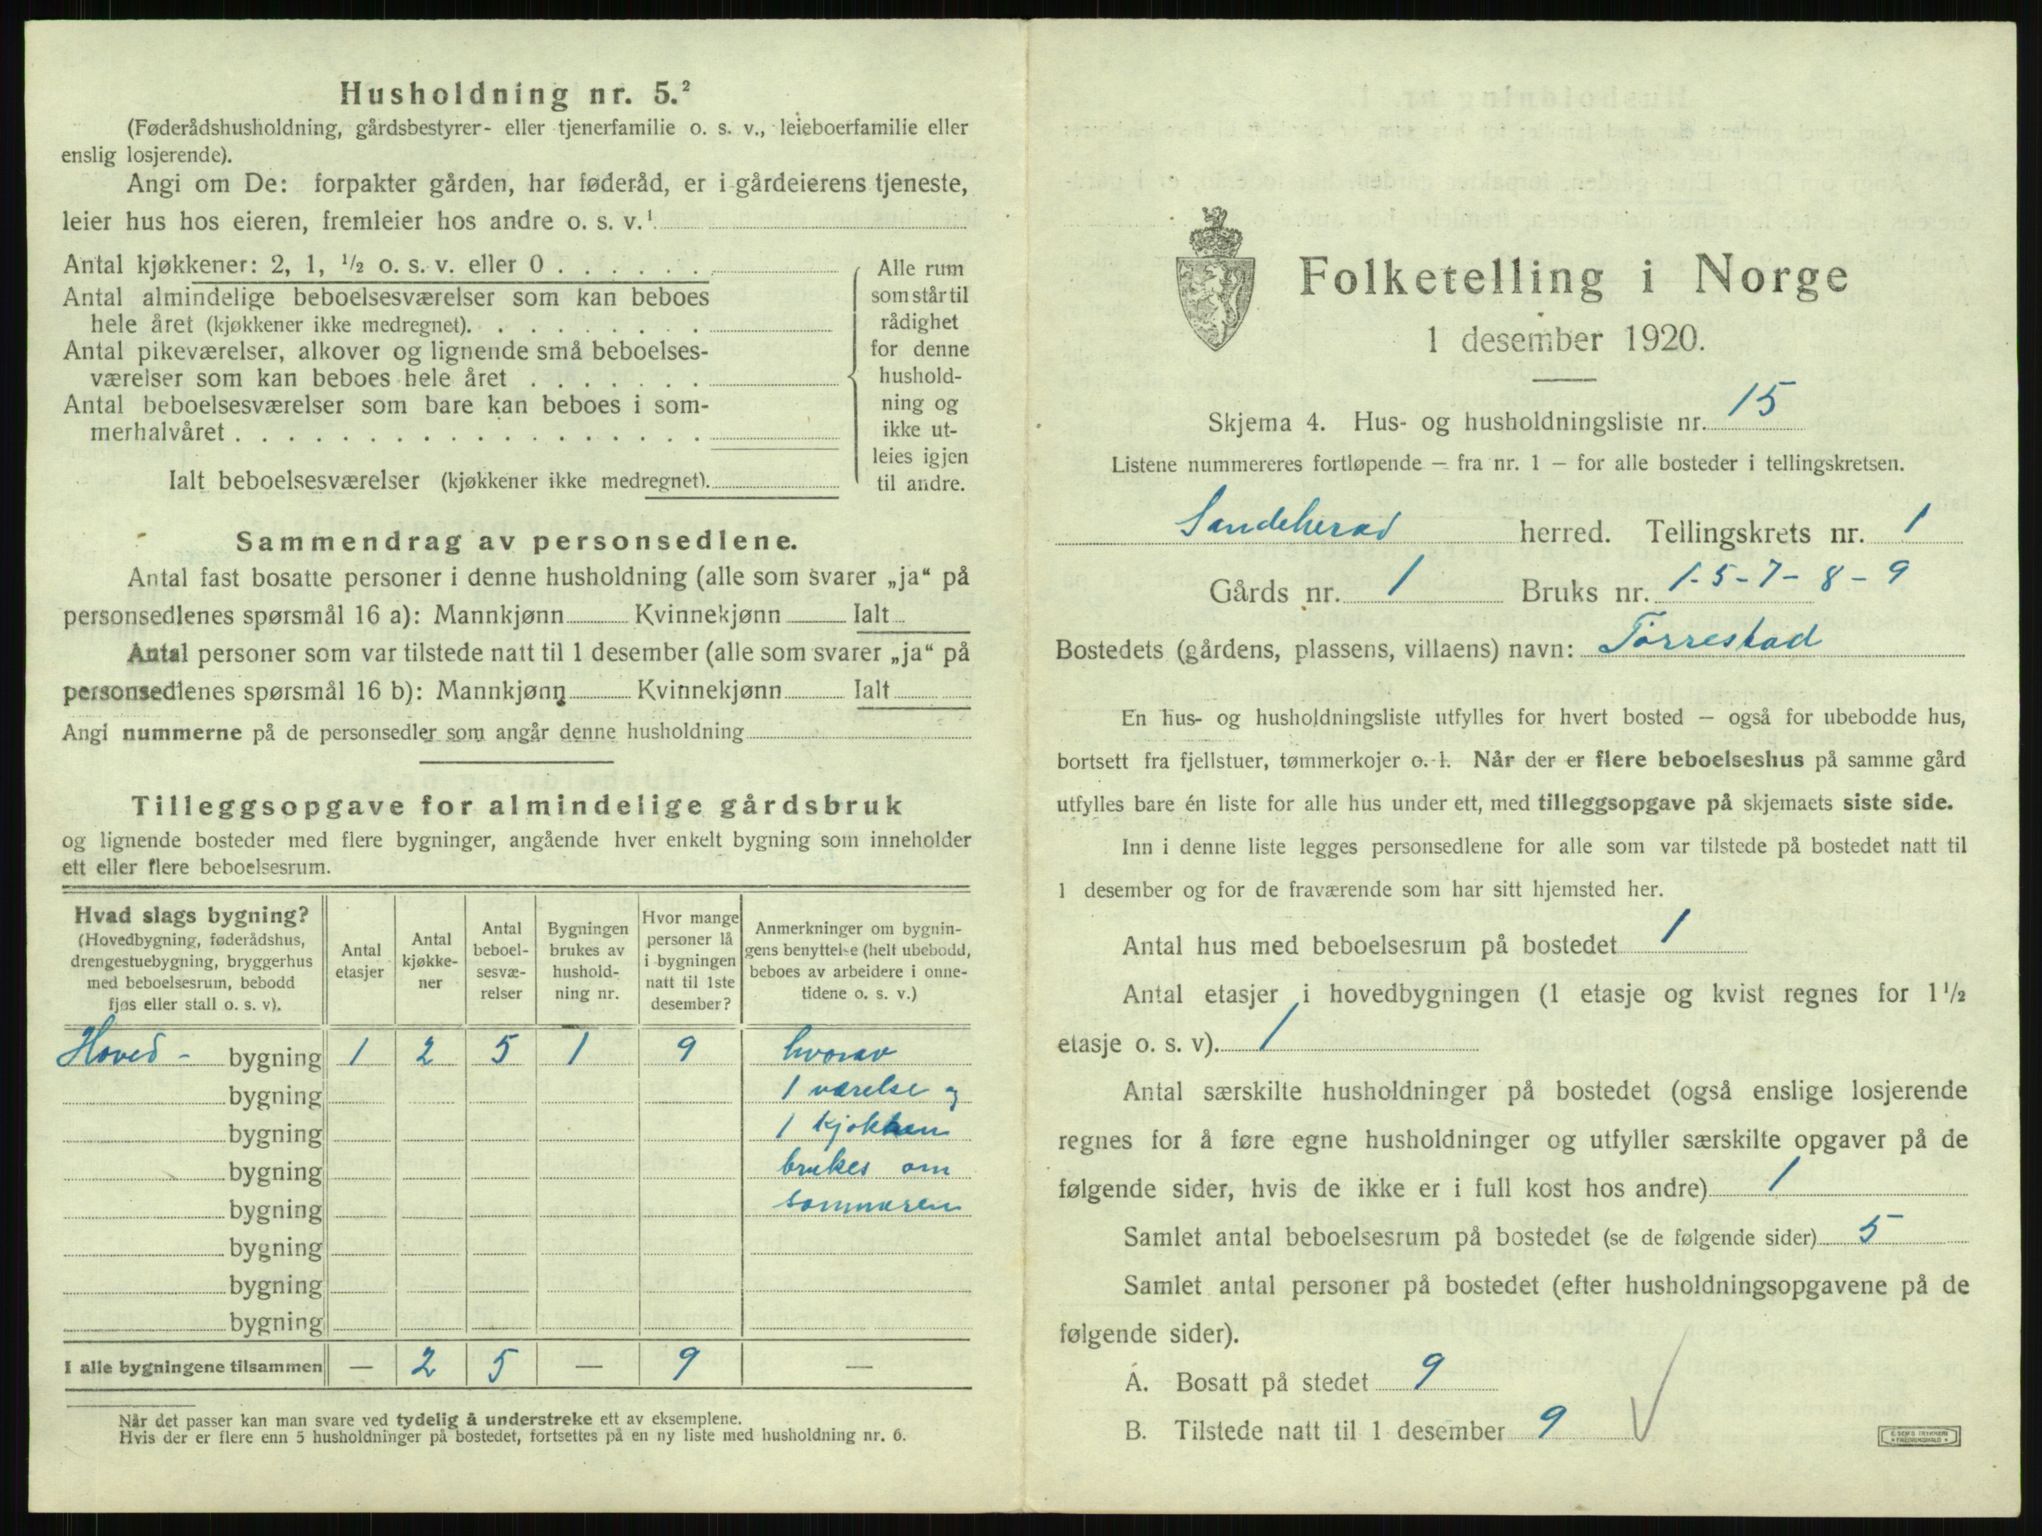 Husholdning nr. 5.²
(Føderådshusholdning, gårdsbestyrer- eller tjenerfamilie o. s. v., leieboerfamilie eller
enslig losjerende).
Angi om De: forpakter gården, har føderåd, er i gårdeierens tjeneste,
leier hus hos eieren, fremleier hos andre o. s. v.¹
Antal kjøkkener: 2, 1, ½ o. s. v. eller 0 . . . . . .
Antal almindelige beboelsesværelser som kan beboes
hele året (kjøkkener ikke medregnet). . . . . . . . .
Antal pikeværelser, alkover og lignende små beboelses-
værelser som kan beboes hele året . . . . . . .
Antal beboelsesværelser som bare kan beboes i som-
merhalvåret . . . . . . . . . . . . . . . . . .
Ialt beboelsesværelser (kjøkkener ikke medregnet).
Alle rum
som står til
rådighet
for denne
hushold-
ning og
ikke ut-
leies igjen
til andre.
Sammendrag av personsedlene.
Antal fast bosatte personer i denne husholdning (alle som svarer „ja“ på
personsedlenes spørsmål 16 a): Mannkjønn Kvinnekjønn Ialt
Antal personer som var tilstede natt til 1 desember (alle som svarer „ja“ på
personsedlenes spørsmål 16 b): Mannkjønn Kvinnekjønn Ialt
Angi nummerne på de personsedler som angår denne husholdning
Tilleggsopgave for almindelige gårdsbruk
og lignende bosteder med flere bygninger, angående hver enkelt bygning som inneholder
ett eller flere beboelsesrum.
Hvad slags bygning?
(Hovedbygning, føderådshus,
drengestuebygning, bryggerhus
med beboelsesrum, bebodd
fjøs eller stall o. s. v).
Antal
etasjer
Antal
kjøkke-
ner
Antal
beboel-
sesvæ-
relser
Bygningen
brukes av
hushold-
ning nr.
Hvor mange
personer lå
i bygningen
natt til 1ste
desember?
Anmerkninger om bygnin-
gens benyttelse (helt ubebodd,
beboes av arbeidere i onne-
tidene o. s. v.)
Hoved- bygning 1 2 5 1 9 hvorav
bygning 1 værelse og
bygning 1 kjøkken
bygning brukes om
bygning sommeren
bygning
bygning
bygning
I alle bygningene tilsammen — 2 5 — 9 —
Når det passer kan man svare ved tydelig å understreke ett av eksemplene.
Hvis der er flere enn 5 husholdninger på bostedet, fortsettes på en ny liste med husholdning nr. 6.
Folketelling i Norge
1 desember 1920.
Skjema 4. Hus- og husholdningsliste nr. 15
Listene nummereres fortløpende – fra nr. 1 – for alle bosteder i tellingskretsen.
Sandeherad herred. Tellingskrets nr. 1
Gårds nr. 1 Bruks nr. 1-5-7-8-9
Bostedets (gårdens, plassens, villaens) navn: Torrestad
En hus- og husholdningsliste utfylles for hvert bosted – også for ubebodde hus,
bortsett fra fjellstuer, tømmerkojer o. l. Når der er flere beboelseshus på samme gård
utfylles bare én liste for alle hus under ett, med tilleggsopgave på skjemaets siste side.
Inn i denne liste legges personsedlene for alle som var tilstede på bostedet natt til
1 desember og for de fraværende som har sitt hjemsted her.
Antal hus med beboelsesrum på bostedet 1
Antal etasjer i hovedbygningen (1 etasje og kvist regnes for 1½
etasje o. s. v). 1
Antal særskilte husholdninger på bostedet (også enslige losjerende
regnes for å føre egne husholdninger og utfyller særskilte opgaver på de
følgende sider, hvis de ikke er i full kost hos andre) 1
Samlet antal beboelsesrum på bostedet (se de følgende sider) 5
Samlet antal personer på bostedet (efter husholdningsopgavene på de
følgende sider).
A. Bosatt på stedet 9
B. Tilstede natt til 1 desember 9